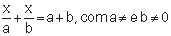 x/a + x/b = a + b, com a ≠ e b ≠ 0